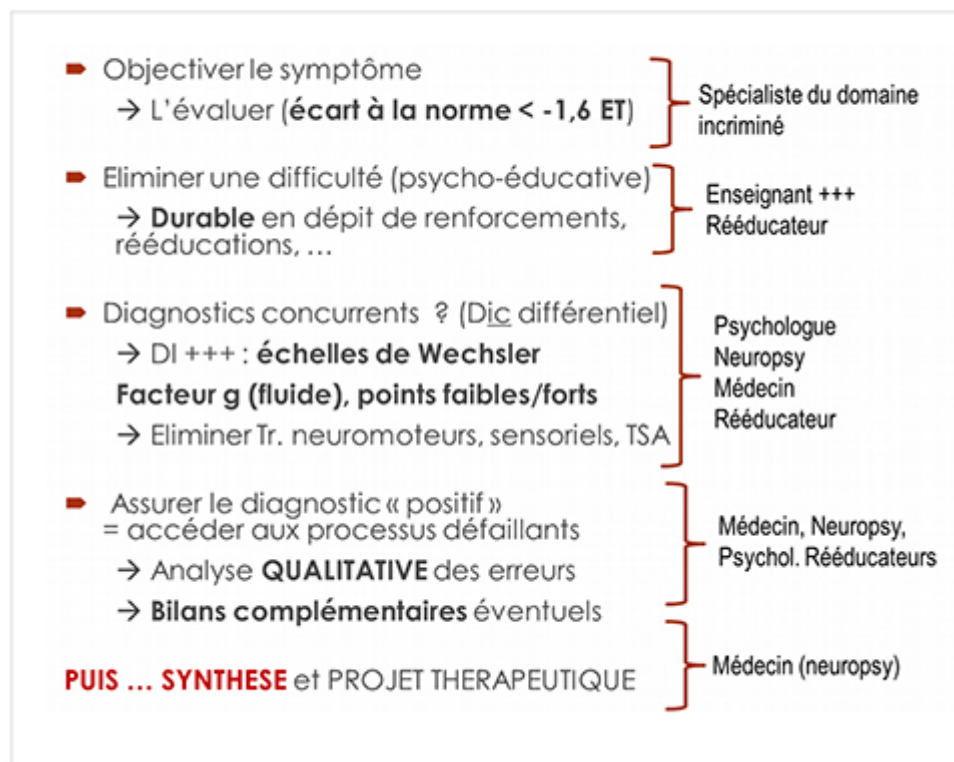 Objectiver le symptôme
→ L'évaluer (écart à la norme < -1,6 ET)
Spécialiste du domaine
incriminé
Eliminer une difficulté (psycho-éducative)
→ Durable en dépit de renforcements,
rééducations, ...
Enseignant +++
Rééducateur
Diagnostics concurrents ? (Dic différentiel)
→ DI +++ : échelles de Wechsler
Facteur g (fluide), points faibles/forts
→ Eliminer Tr. neuromoteurs, sensoriels, TSA
Psychologue
Neuropsy
Médecin
Rééducateur
Assurer le diagnostic « positif »
= accéder aux processus défaillants
→ Analyse QUALITATIVE des erreurs
→ Bilans complémentaires éventuels
Médecin, Neuropsy,
Psychol. Rééducateurs
PUIS ... SYNTHESE et PROJET THERAPEUTIQUE
Médecin (neuropsy)